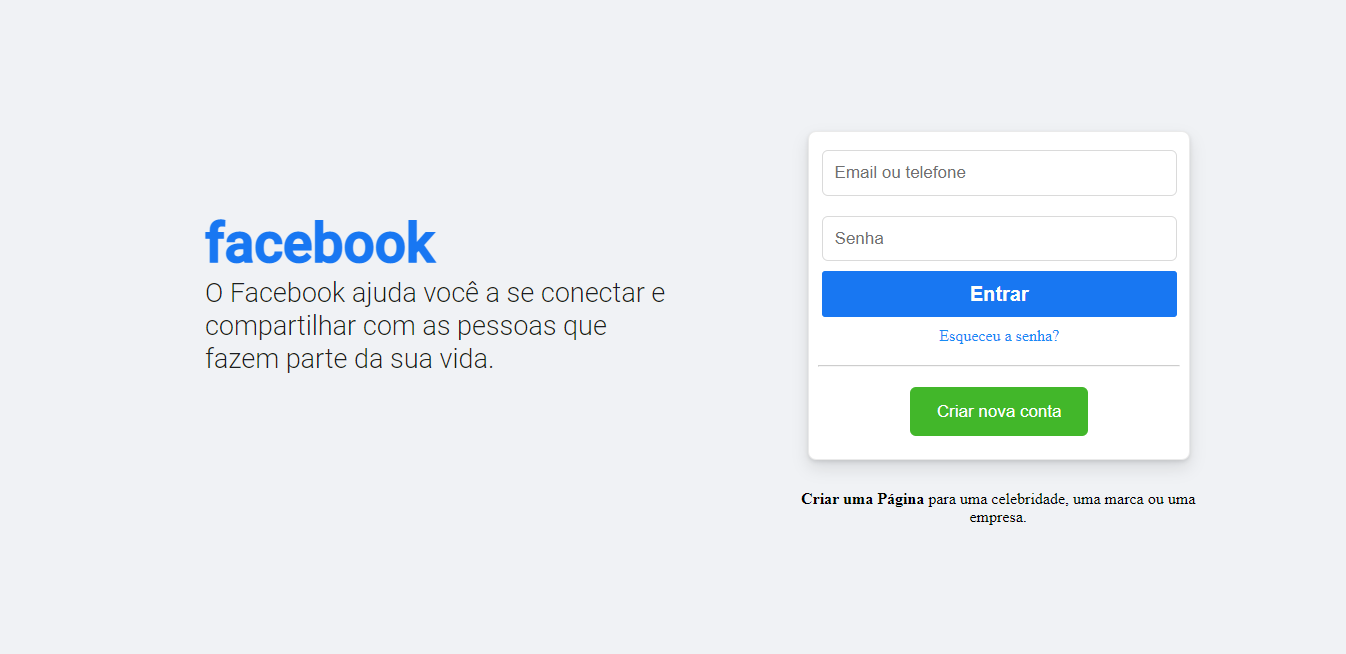 facebook
O Facebook ajuda você a se conectar e
compartilhar com as pessoas que
fazem parte da sua vida.
Email ou telefone
Senha
Entrar
Esqueceu a senha?
Criar nova conta
Criar uma Página para uma celebridade, uma marca ou uma
empresa.